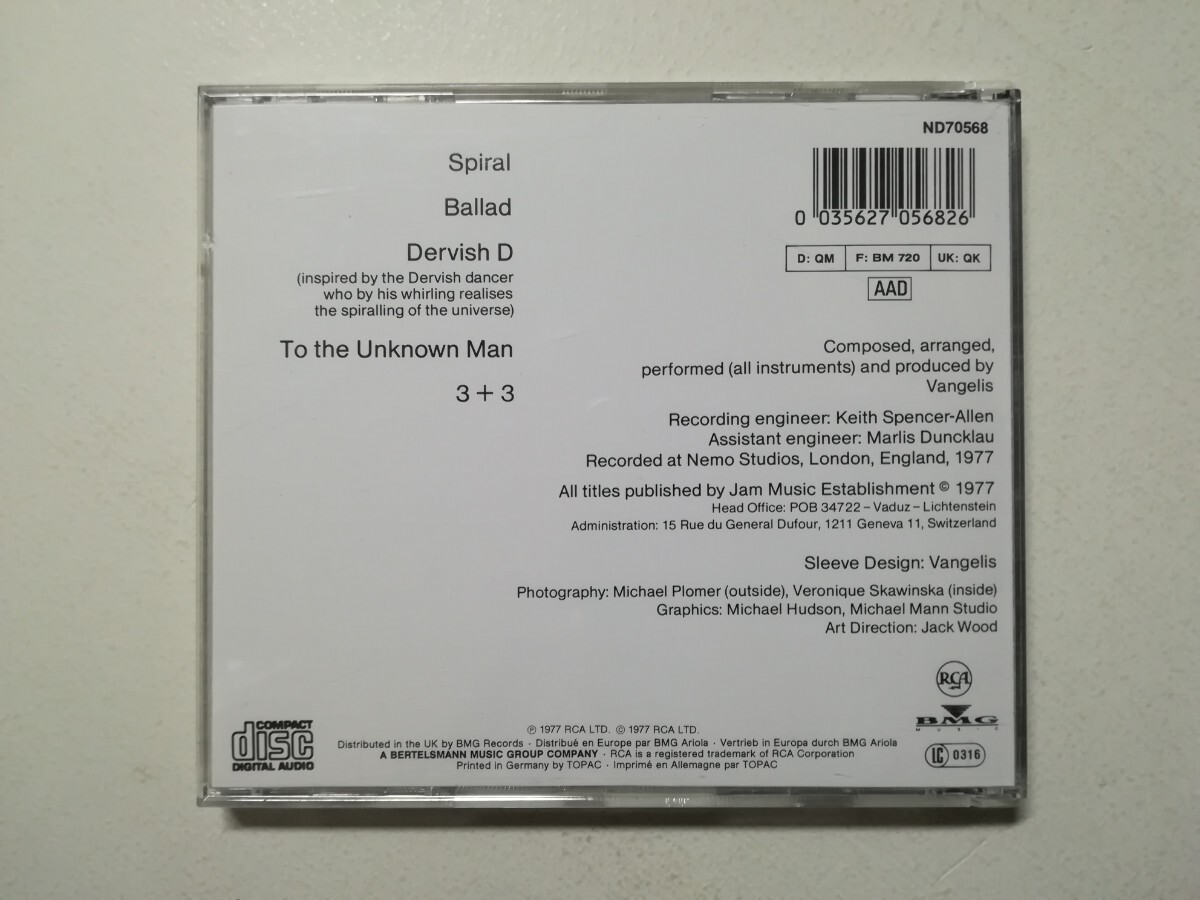 Spiral
Ballad
Dervish D
(inspired by the Dervish dancer
who by his whirling realises
the spiralling of the universe)
To the Unknown Man
3 + 3
ND70568
0 035627 056826
D: QM F: BM 720 UK: QK
AAD
Composed, arranged,
performed (all instruments) and produced by
Vangelis
Recording engineer: Keith Spencer-Allen
Assistant engineer: Marlis Duncklau
Recorded at Nemo Studios, London, England, 1977
All titles published by Jam Music Establishment © 1977
Head Office: POB 34722 – Vaduz – Lichtenstein
Administration: 15 Rue du General Dufour, 1211 Geneva 11, Switzerland
Sleeve Design: Vangelis
Photography: Michael Plomer (outside), Veronique Skawinska (inside)
Graphics: Michael Hudson, Michael Mann Studio
Art Direction: Jack Wood
RCA
BMG
MUSIC
LC 0316
COMPACT
disc
DIGITAL AUDIO
℗ 1977 RCA LTD. © 1977 RCA LTD.
Distributed in the UK by BMG Records · Distribué en Europe par BMG Ariola · Vertrieb in Europa durch BMG Ariola
A BERTELSMANN MUSIC GROUP COMPANY · RCA is a registered trademark of RCA Corporation
Printed in Germany by TOPAC · Imprimé en Allemagne par TOPAC